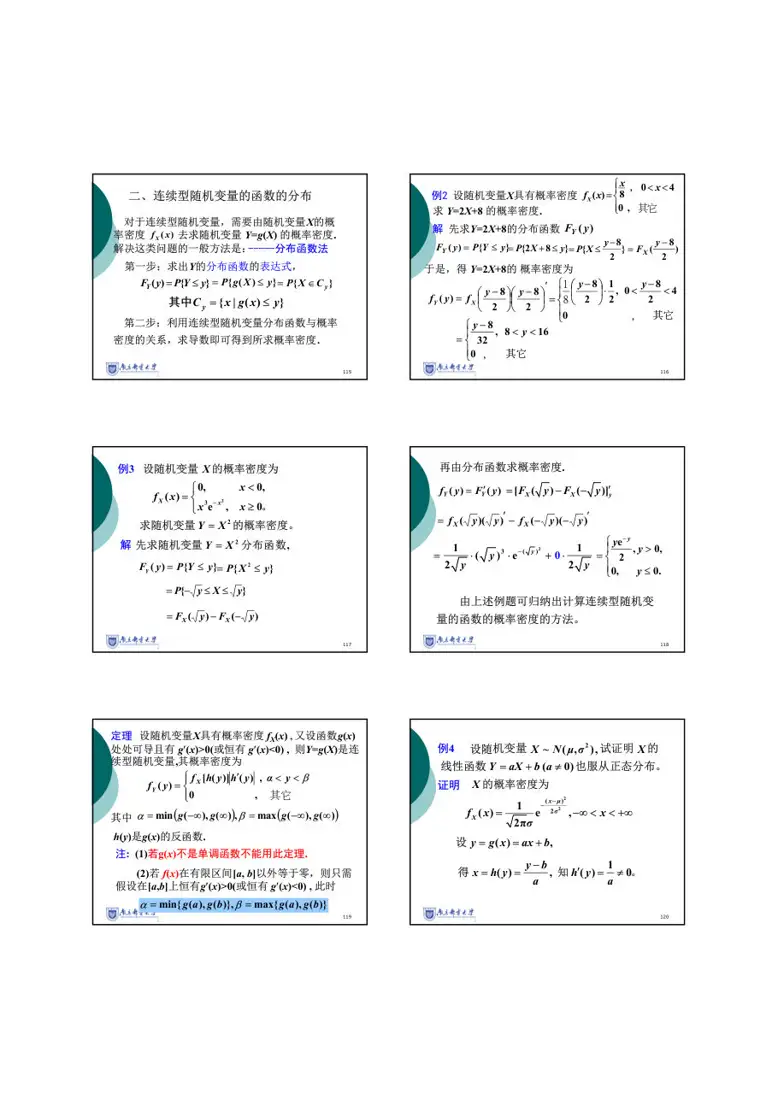 二、连续型随机变量的函数的分布
对于连续型随机变量，需要由随机变量X的概
率密度 f_X(x) 去求随机变量 Y=g(X) 的概率密度.
解决这类问题的一般方法是:------分布函数法
第一步：求出Y的分布函数的表达式,
F_Y(y) = P{Y ≤ y} = P{g(X) ≤ y} = P{X ∈ C_y}
其中C_y = {x | g(x) ≤ y}
第二步：利用连续型随机变量分布函数与概率
密度的关系，求导数即可得到所求概率密度.
115
例2 设随机变量X具有概率密度 f_X(x) = { x/8 , 0 < x < 4
0 , 其它
求 Y=2X+8 的概率密度.
解 先求Y=2X+8的分布函数 F_Y(y)
F_Y(y) = P{Y ≤ y} = P{2X+8 ≤ y} = P{X ≤ (y−8)/2} = F_X((y−8)/2)
于是，得 Y=2X+8的 概率密度为
f_Y(y) = f_X((y−8)/2)((y−8)/2)′ = { 1/8((y−8)/2)·1/2, 0 < (y−8)/2 < 4
0 , 其它
= { (y−8)/32, 8 < y < 16
0 , 其它
116
例3 设随机变量 X 的概率密度为
f_X(x) = { 0, x < 0,
x³e^(−x²), x ≥ 0。
求随机变量 Y = X² 的概率密度。
解 先求随机变量 Y = X² 分布函数,
F_Y(y) = P{Y ≤ y} = P{X² ≤ y}
= P{−√y ≤ X ≤ √y}
= F_X(√y) − F_X(−√y)
117
再由分布函数求概率密度.
f_Y(y) = F_Y′(y) = [F_X(√y) − F_X(−√y)]′_y
= f_X(√y)(√y)′ − f_X(−√y)(−√y)′
= 1/(2√y) · (√y)³ · e^(−(√y)²) + 0 · 1/(2√y) = { ye^(−y)/2, y > 0,
0, y ≤ 0.
由上述例题可归纳出计算连续型随机变
量的函数的概率密度的方法。
118
定理 设随机变量X具有概率密度 f_X(x) , 又设函数g(x)
处处可导且有 g′(x)>0(或恒有 g′(x)<0) ，则Y=g(X)是连
续型随机变量,其概率密度为
f_Y(y) = { f_X[h(y)]|h′(y)| , α < y < β
0 , 其它
其中 α = min(g(−∞), g(∞)), β = max(g(−∞), g(∞))
h(y)是g(x)的反函数.
注: (1)若g(x)不是单调函数不能用此定理.
(2)若 f(x)在有限区间[a, b]以外等于零，则只需
假设在[a,b]上恒有g′(x)>0(或恒有 g′(x)<0) , 此时
α = min{g(a), g(b)}, β = max{g(a), g(b)}
119
例4 设随机变量 X ~ N(μ,σ²), 试证明 X 的
线性函数 Y = aX + b (a ≠ 0) 也服从正态分布。
证明 X 的概率密度为
f_X(x) = 1/(√2π σ) e^(−(x−μ)²/(2σ²)), −∞ < x < +∞
设 y = g(x) = ax + b,
得 x = h(y) = (y−b)/a, 知 h′(y) = 1/a ≠ 0。
120